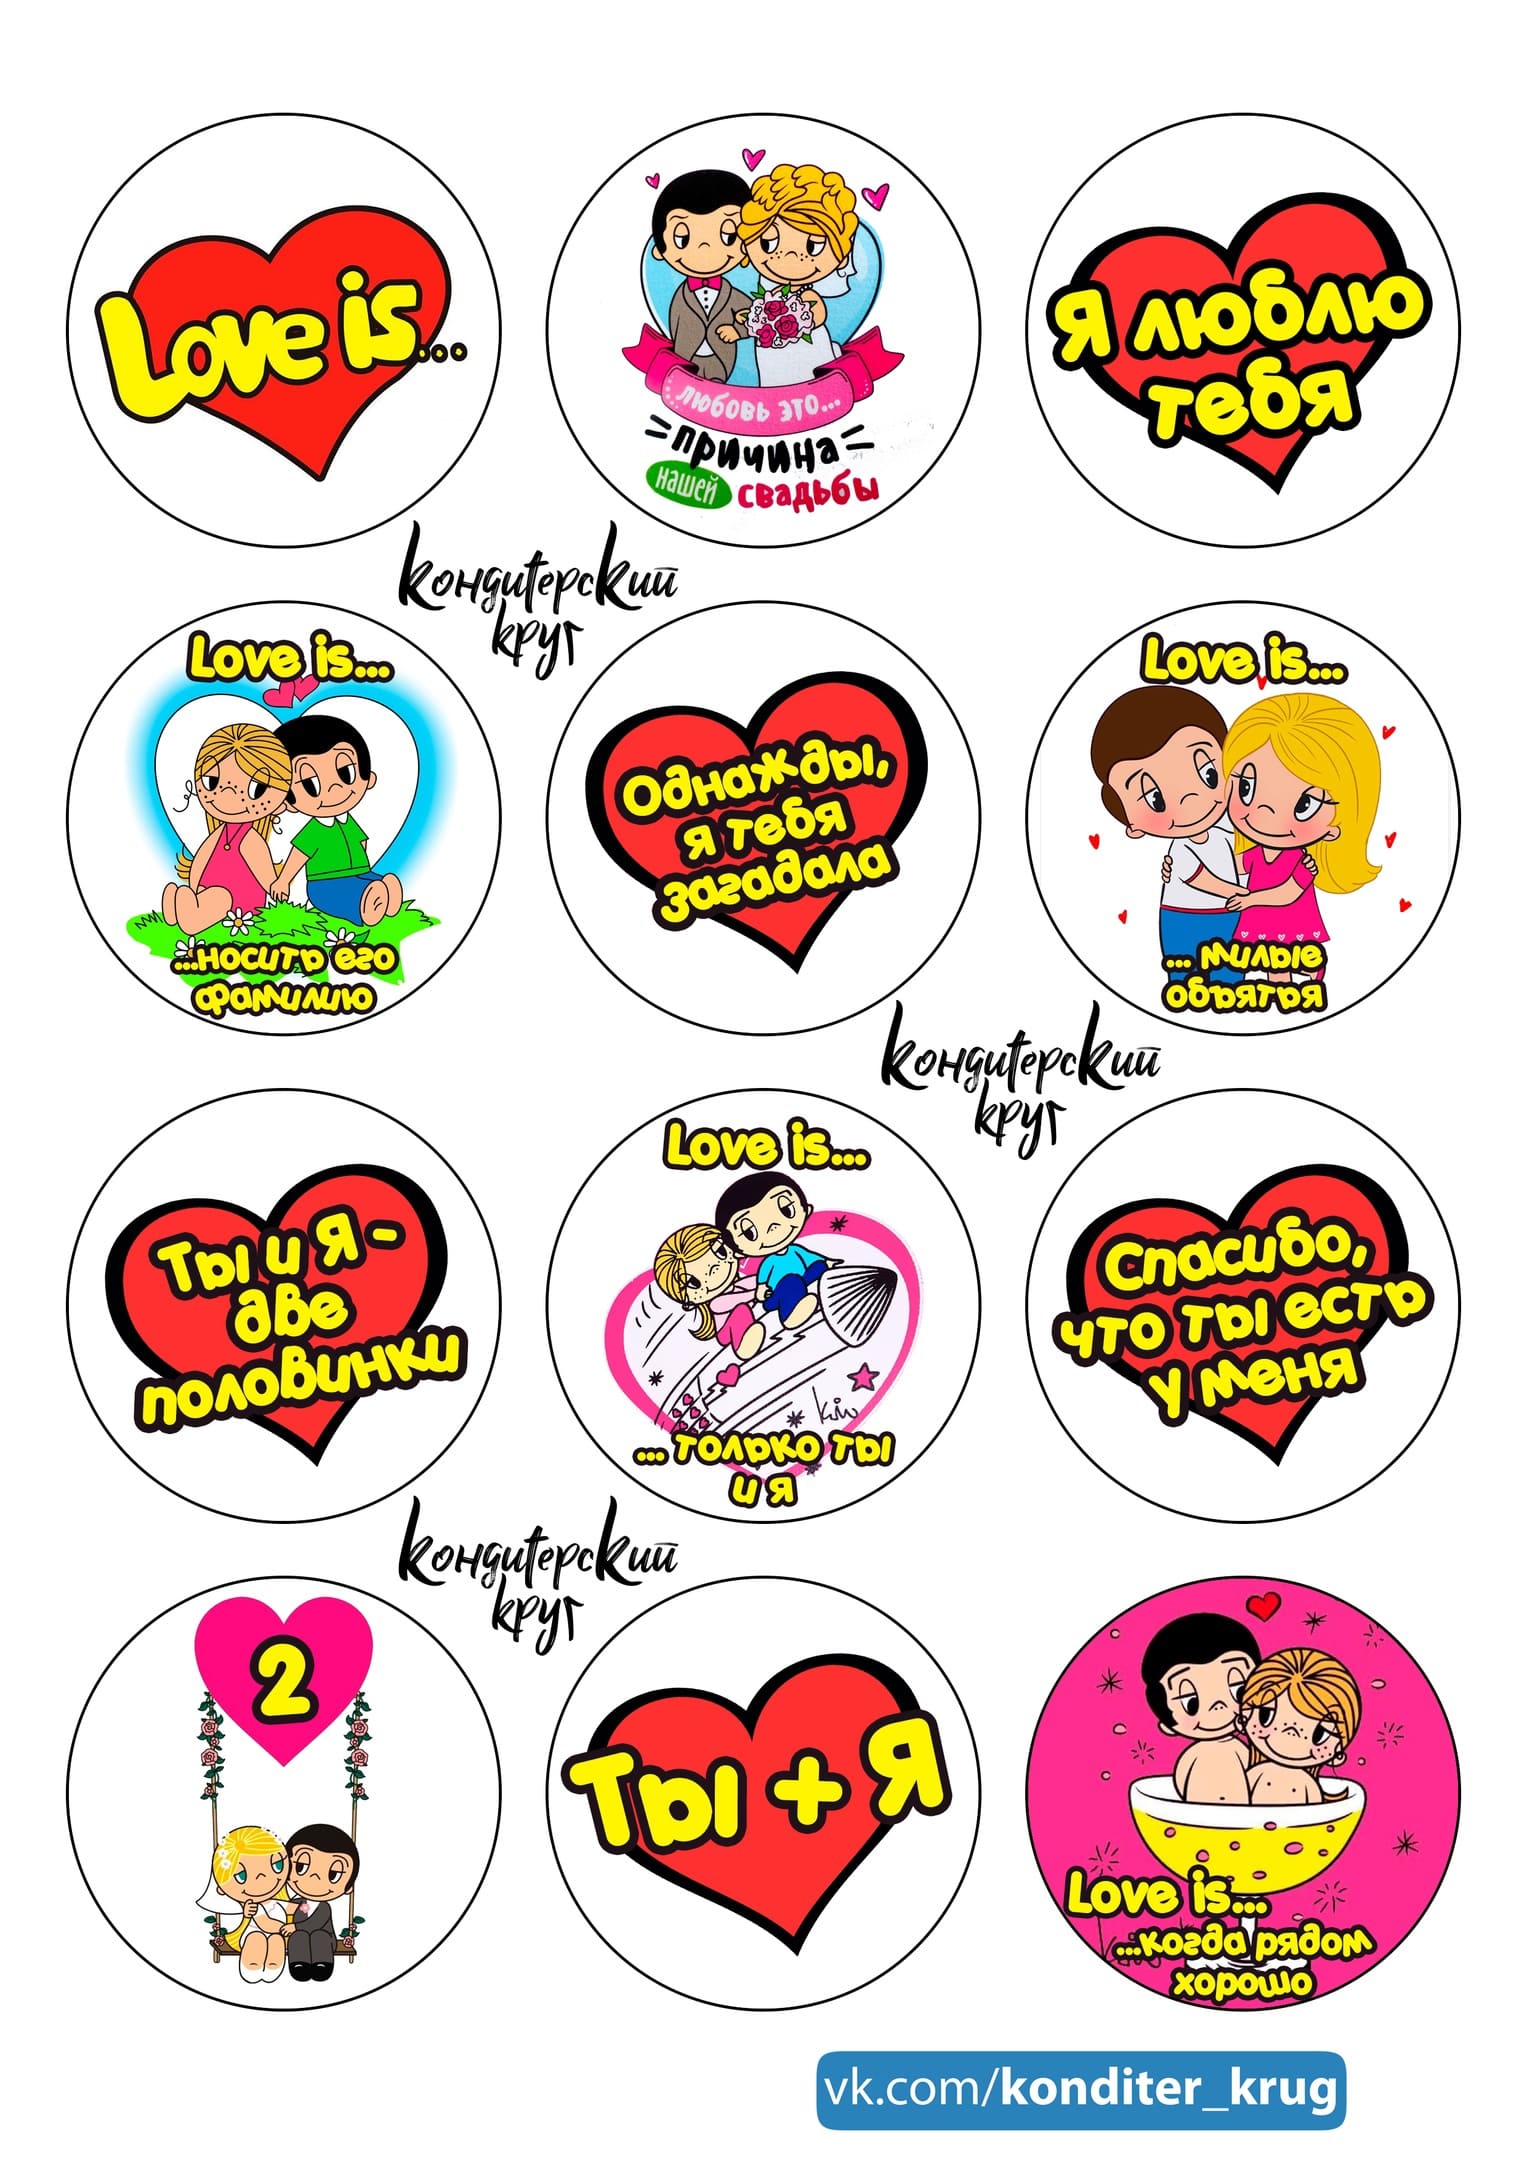 Love is...
любовь это...
причина
нашей свадьбы
Я люблю
тебя
Кондитерский
круг
Love is...
...носить его
фамилию
Однажды,
я тебя
загадала
Love is...
... милые
объятья
Кондитерский
круг
Ты и Я -
две
половинки
Love is...
kim
... только ты
и я
Спасибо,
что ты есть
у меня
Кондитерский
круг
2
Ты + Я
Love is...
...когда рядом
хорошо
vk.com/konditer_krug